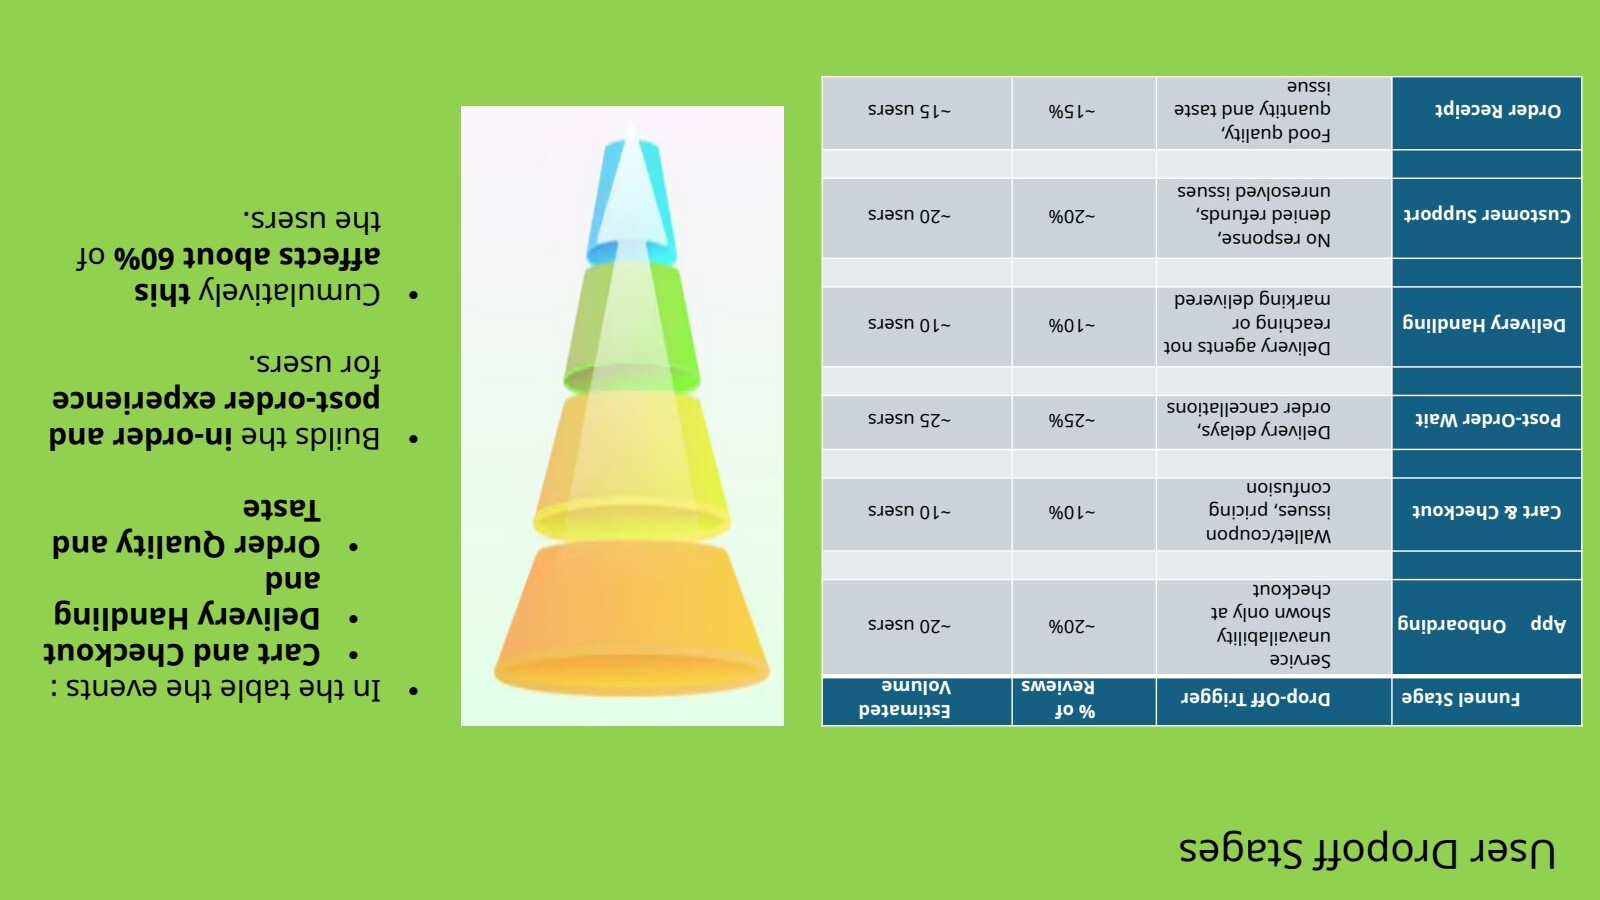 User Dropoff Stages
Funnel Stage
Drop-Off Trigger
% of
Reviews
Estimated
Volume
App Onboarding
Service
unavailability
shown only at
checkout
~20%
~20 users
Cart & Checkout
Wallet/coupon
issues, pricing
confusion
~10%
~10 users
Post-Order Wait
Delivery delays,
order cancellations
~25%
~25 users
Delivery Handling
Delivery agents not
reaching or
marking delivered
~10%
~10 users
Customer Support
No response,
denied refunds,
unresolved issues
~20%
~20 users
Order Receipt
Food quality,
quantity and taste
issue
~15%
~15 users
• In the table the events :
• Cart and Checkout
• Delivery Handling
and
• Order Quality and
Taste
• Builds the in-order and
post-order experience
for users.
• Cumulatively this
affects about 60% of
the users.